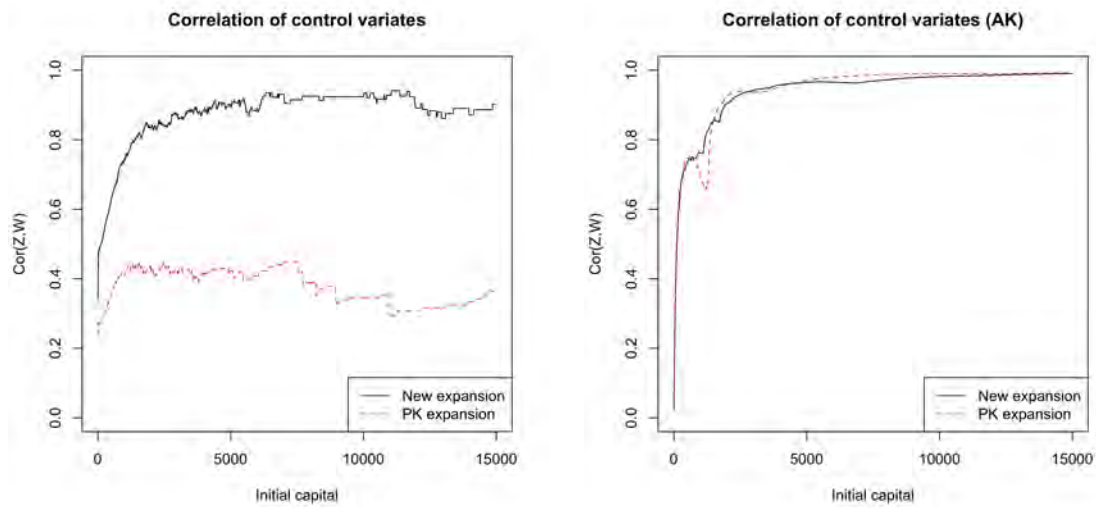 Correlation of control variates
Cor(Z,W)
1.0
0.8
0.6
0.4
0.2
0.0
New expansion
PK expansion
0 5000 10000 15000
Initial capital
Correlation of control variates (AK)
Cor(Z,W)
1.0
0.8
0.6
0.4
0.2
0.0
New expansion
PK expansion
0 5000 10000 15000
Initial capital